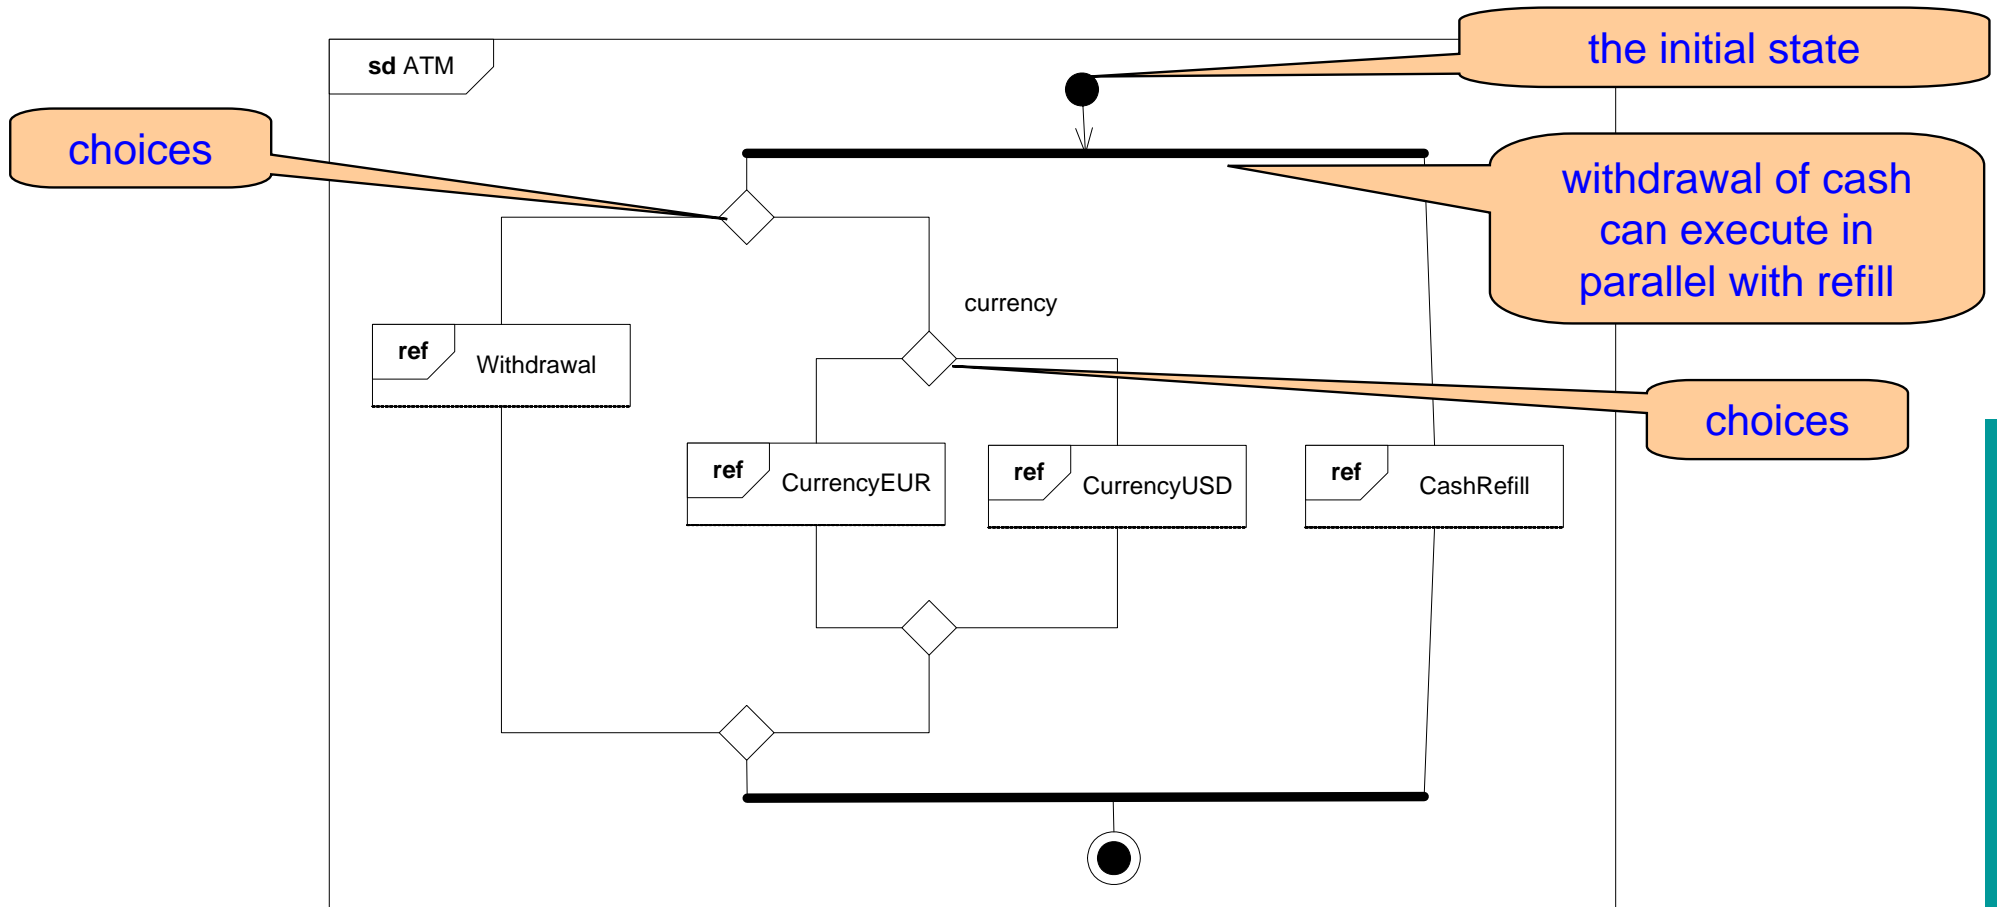 sd ATM
the initial state
choices
withdrawal of cash
can execute in
parallel with refill
currency
ref
Withdrawal
choices
ref
CurrencyEUR
ref
CurrencyUSD
ref
CashRefill